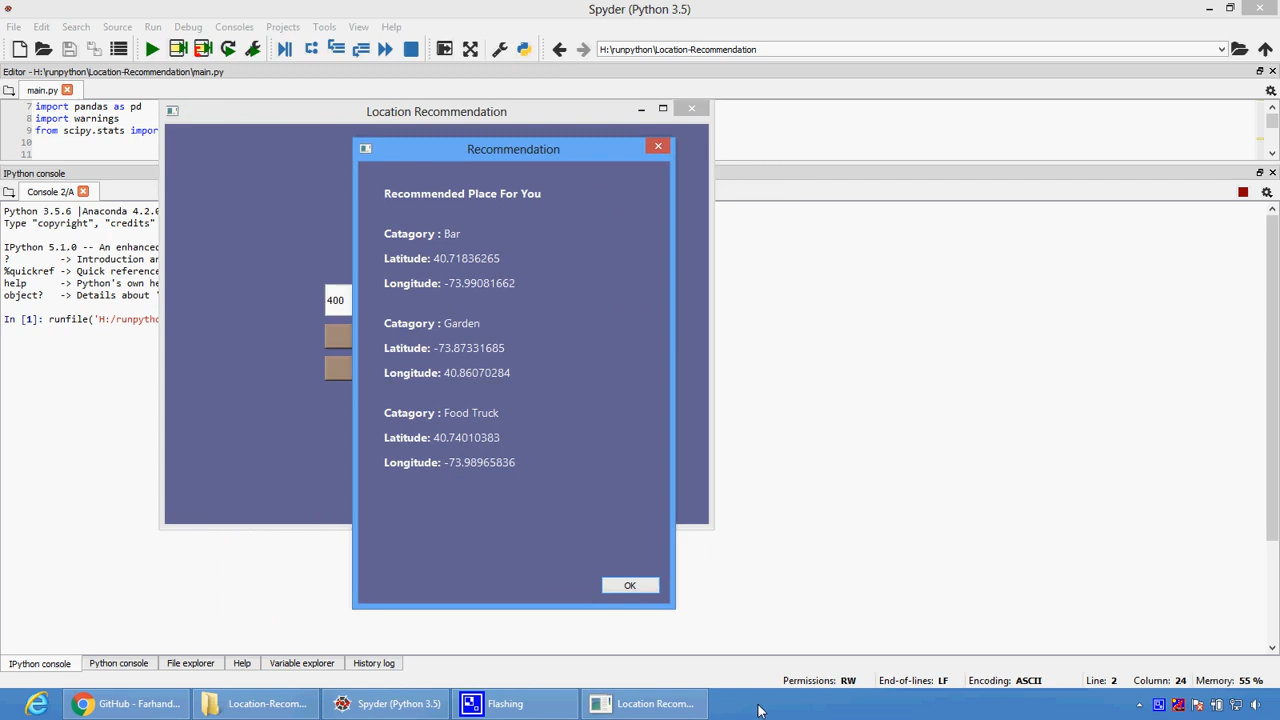 Spyder (Python 3.5)
File Edit Search Source Run Debug Consoles Projects Tools View Help
H:\runpython\Location-Recommendation
Editor - H:\runpython\Location-Recommendation\main.py
main.py
7 import pandas as pd
8 import warnings
9 from scipy.stats impor
10
11
IPython console
Console 2/A
Python 3.5.6 |Anaconda 4.2.0
Type "copyright", "credits"
IPython 5.1.0 -- An enhanced
? -> Introduction an
%quickref -> Quick reference
help -> Python's own he
object? -> Details about '
In [1]: runfile('H:/runpytho
Location Recommendation
400
Recommendation
Recommended Place For You
Catagory : Bar
Latitude: 40.71836265
Longitude: -73.99081662
Catagory : Garden
Latitude: -73.87331685
Longitude: 40.86070284
Catagory : Food Truck
Latitude: 40.74010383
Longitude: -73.98965836
OK
IPython console Python console File explorer Help Variable explorer History log
Permissions: RW End-of-lines: LF Encoding: ASCII Line: 2 Column: 24 Memory: 55 %
GitHub - Farhand... Location-Recom... Spyder (Python 3.5) Flashing Location Recom...